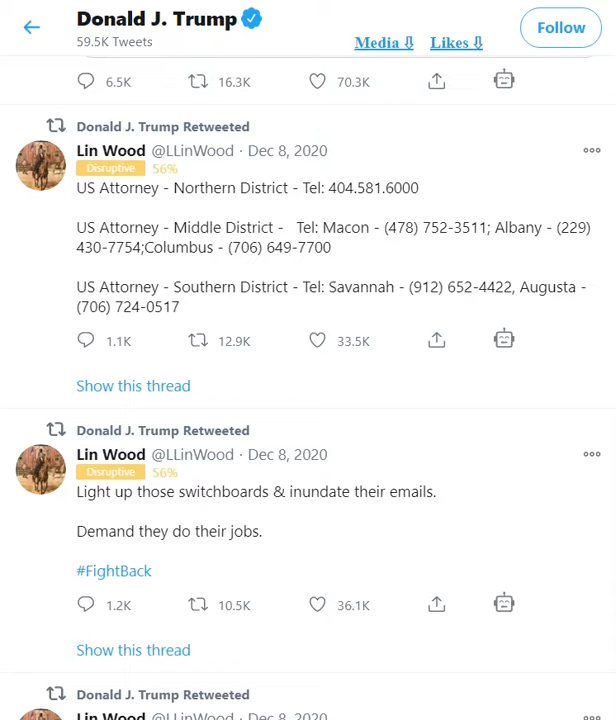 Donald J. Trump
59.5K Tweets
Media ⇩ Likes ⇩
Follow
6.5K 16.3K 70.3K
Donald J. Trump Retweeted
Lin Wood @LLinWood · Dec 8, 2020
Disruptive 56%
US Attorney - Northern District - Tel: 404.581.6000
US Attorney - Middle District - Tel: Macon - (478) 752-3511; Albany - (229)
430-7754;Columbus - (706) 649-7700
US Attorney - Southern District - Tel: Savannah - (912) 652-4422, Augusta -
(706) 724-0517
1.1K 12.9K 33.5K
Show this thread
Donald J. Trump Retweeted
Lin Wood @LLinWood · Dec 8, 2020
Disruptive 56%
Light up those switchboards & inundate their emails.
Demand they do their jobs.
#FightBack
1.2K 10.5K 36.1K
Show this thread
Donald J. Trump Retweeted
Lin Wood @LLinWood · Dec 8, 2020